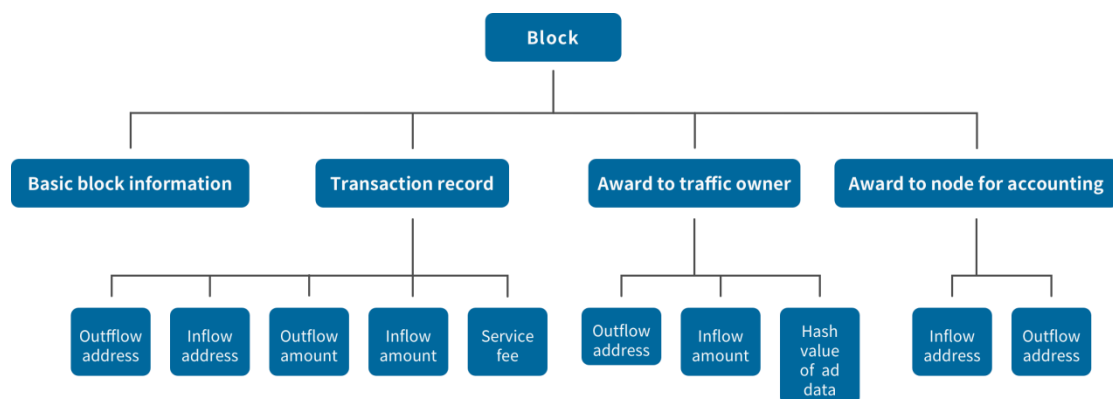 Block
Basic block information
Transaction record
Award to traffic owner
Award to node for accounting
Outfflow
address
Inflow
address
Outflow
amount
Inflow
amount
Service
fee
Outflow
address
Inflow
amount
Hash
value
of ad
data
Inflow
address
Outflow
address